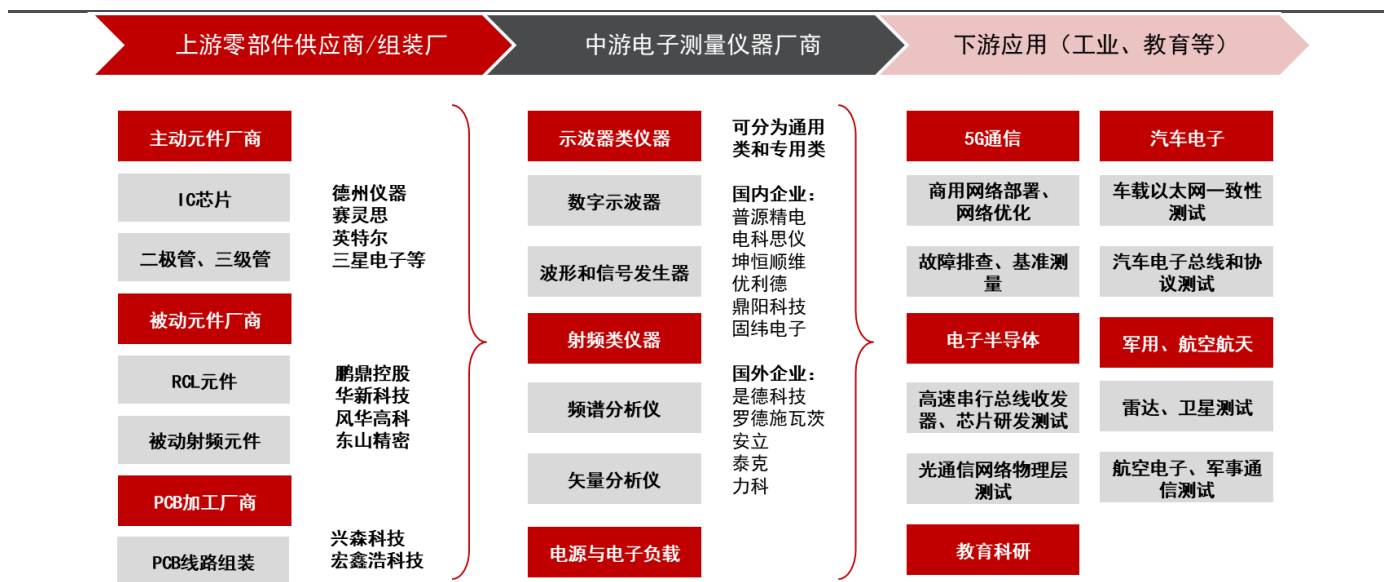 上游零部件供应商/组装厂
中游电子测量仪器厂商
下游应用（工业、教育等）
主动元件厂商
IC芯片
二极管、三级管
被动元件厂商
RCL元件
被动射频元件
PCB加工厂商
PCB线路组装
德州仪器
赛灵思
英特尔
三星电子等
鹏鼎控股
华新科技
风华高科
东山精密
兴森科技
宏鑫浩科技
示波器类仪器
数字示波器
波形和信号发生器
射频类仪器
频谱分析仪
矢量分析仪
电源与电子负载
可分为通用
类和专用类
国内企业：
普源精电
电科思仪
坤恒顺维
优利德
鼎阳科技
固纬电子
国外企业：
是德科技
罗德施瓦茨
安立
泰克
力科
5G通信
商用网络部署、
网络优化
故障排查、基准测
量
电子半导体
高速串行总线收发
器、芯片研发测试
光通信网络物理层
测试
教育科研
汽车电子
车载以太网一致性
测试
汽车电子总线和协
议测试
军用、航空航天
雷达、卫星测试
航空电子、军事通
信测试